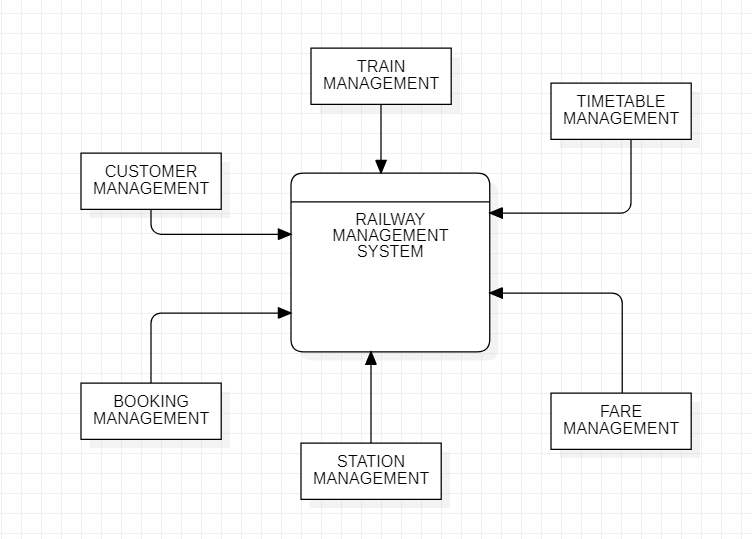 TRAIN
MANAGEMENT
TIMETABLE
MANAGEMENT
CUSTOMER
MANAGEMENT
RAILWAY
MANAGEMENT
SYSTEM
BOOKING
MANAGEMENT
FARE
MANAGEMENT
STATION
MANAGEMENT